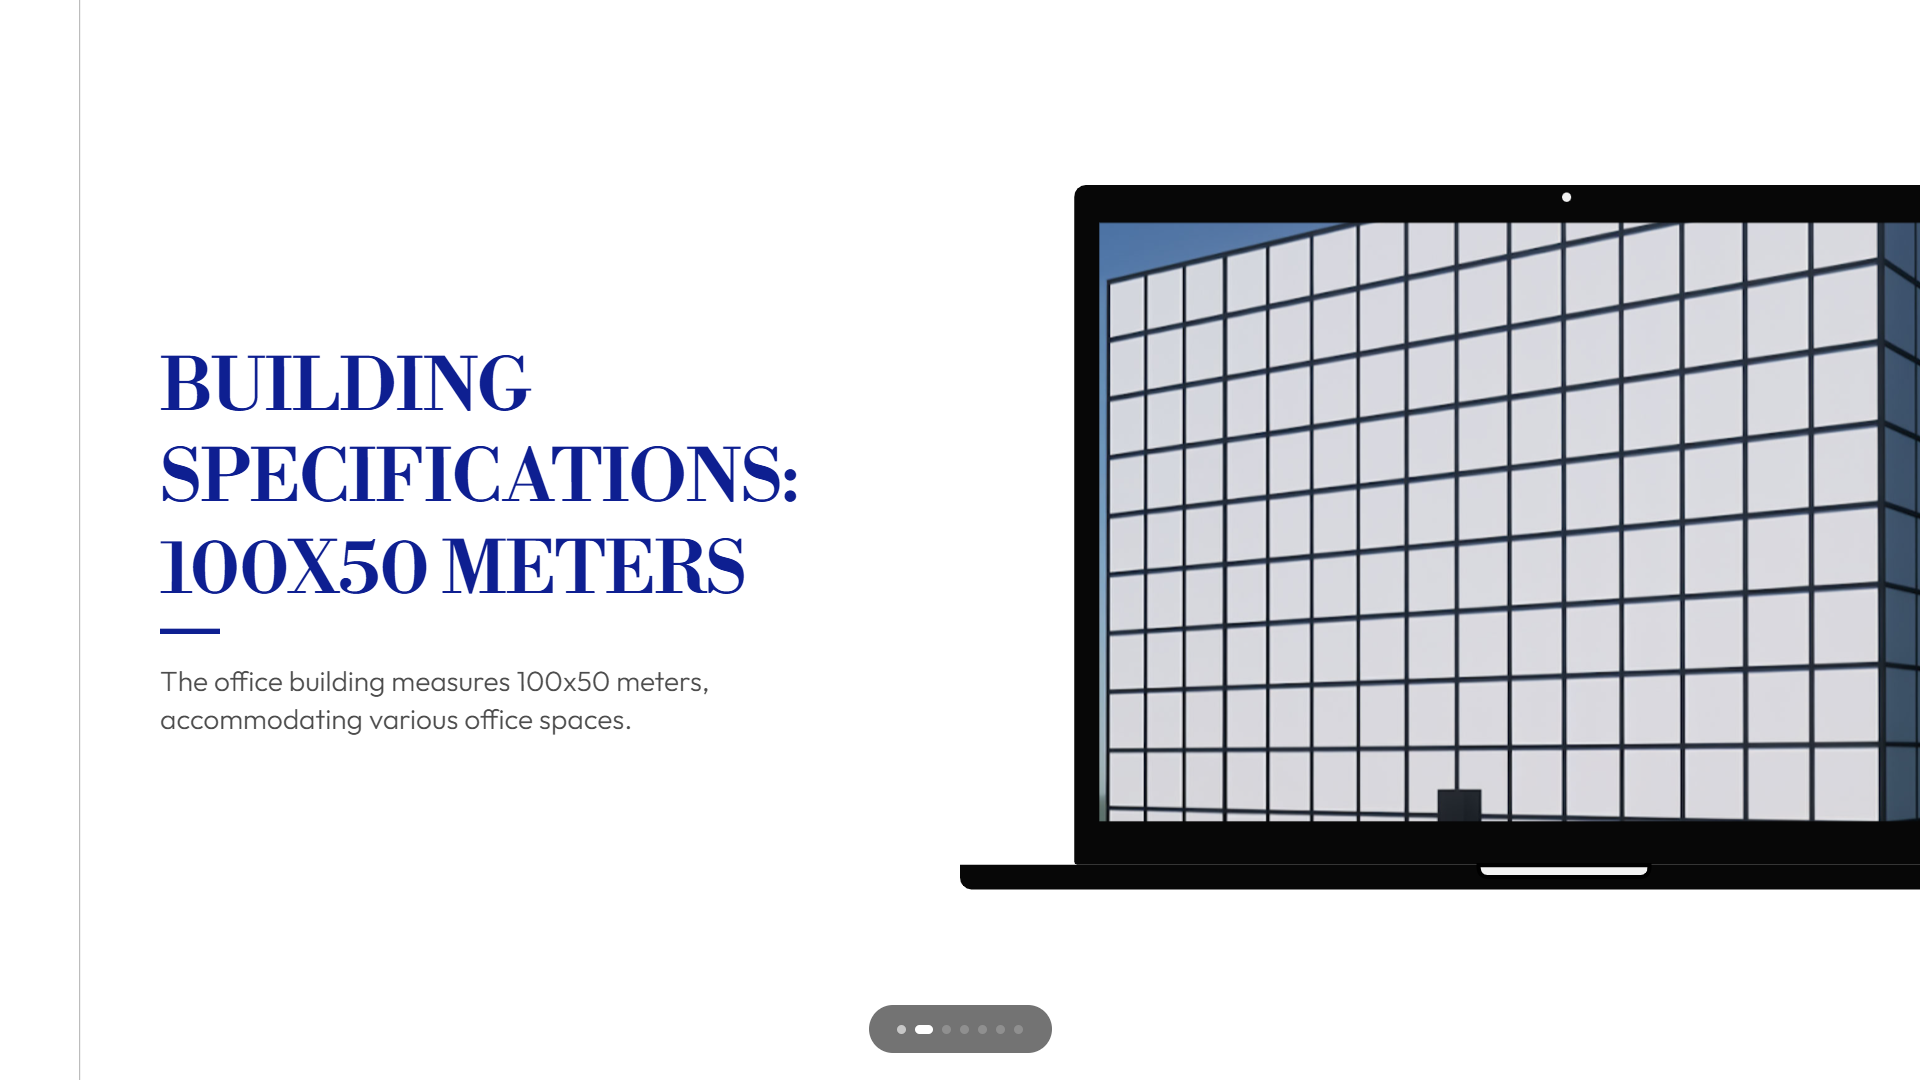 BUILDING
SPECIFICATIONS:
100X50 METERS
The office building measures 100x50 meters,
accommodating various office spaces.